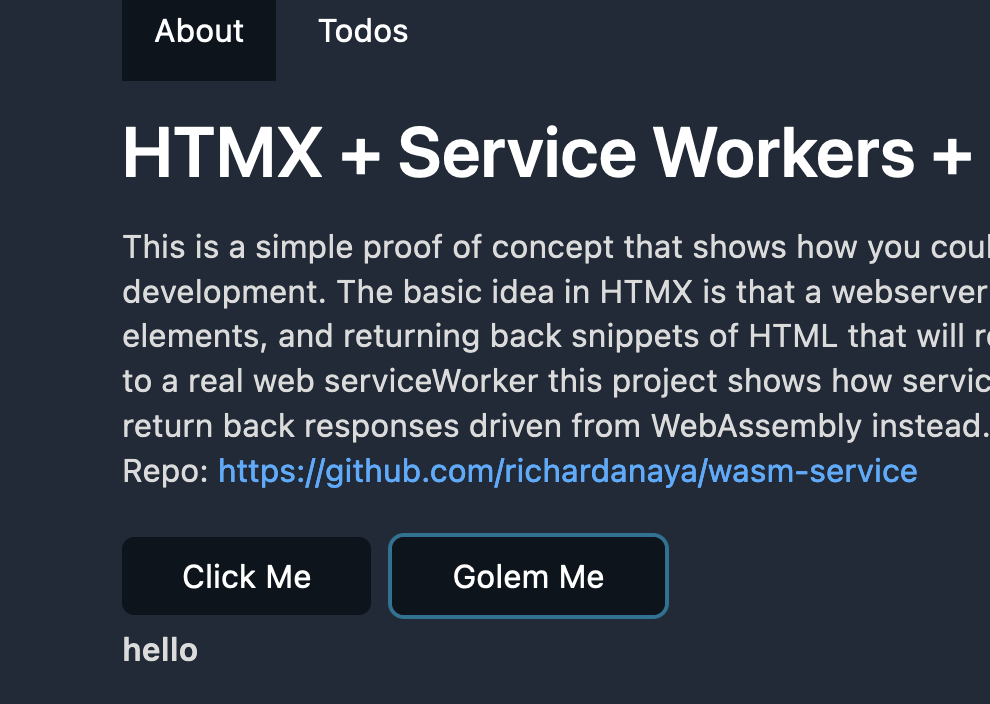 About Todos
HTMX + Service Workers +
This is a simple proof of concept that shows how you
development. The basic idea in HTMX is that a webserver
elements, and returning back snippets of HTML that will
to a real web serviceWorker this project shows how
return back responses driven from WebAssembly instead.
Repo: https://github.com/richardanaya/wasm-service
Click Me Golem Me
hello